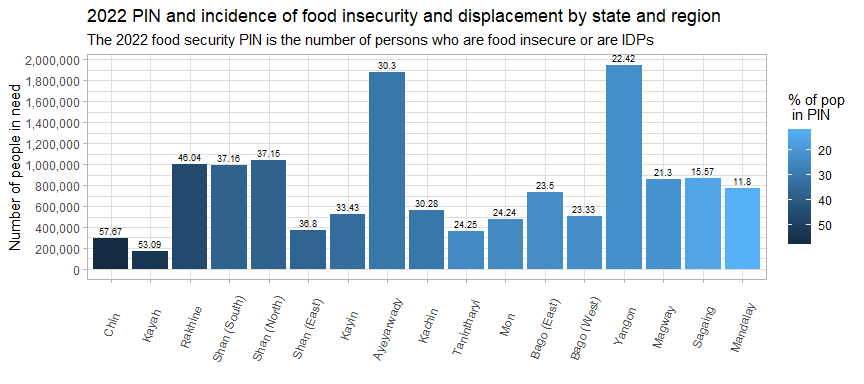 2022 PIN and incidence of food insecurity and displacement by state and region
The 2022 food security PIN is the number of persons who are food insecure or are IDPs
Number of people in need
2,000,000
1,800,000
1,600,000
1,400,000
1,200,000
1,000,000
800,000
600,000
400,000
200,000
0
57.67
53.09
46.04
37.16
37.15
36.8
33.43
30.3
30.28
24.25
24.24
23.5
23.33
22.42
21.3
15.57
11.8
Chin
Kayah
Rakhine
Shan (South)
Shan (North)
Shan (East)
Kayin
Ayeyarwady
Kachin
Tanintharyi
Mon
Bago (East)
Bago (West)
Yangon
Magway
Sagaing
Mandalay
% of pop
in PIN
20
30
40
50